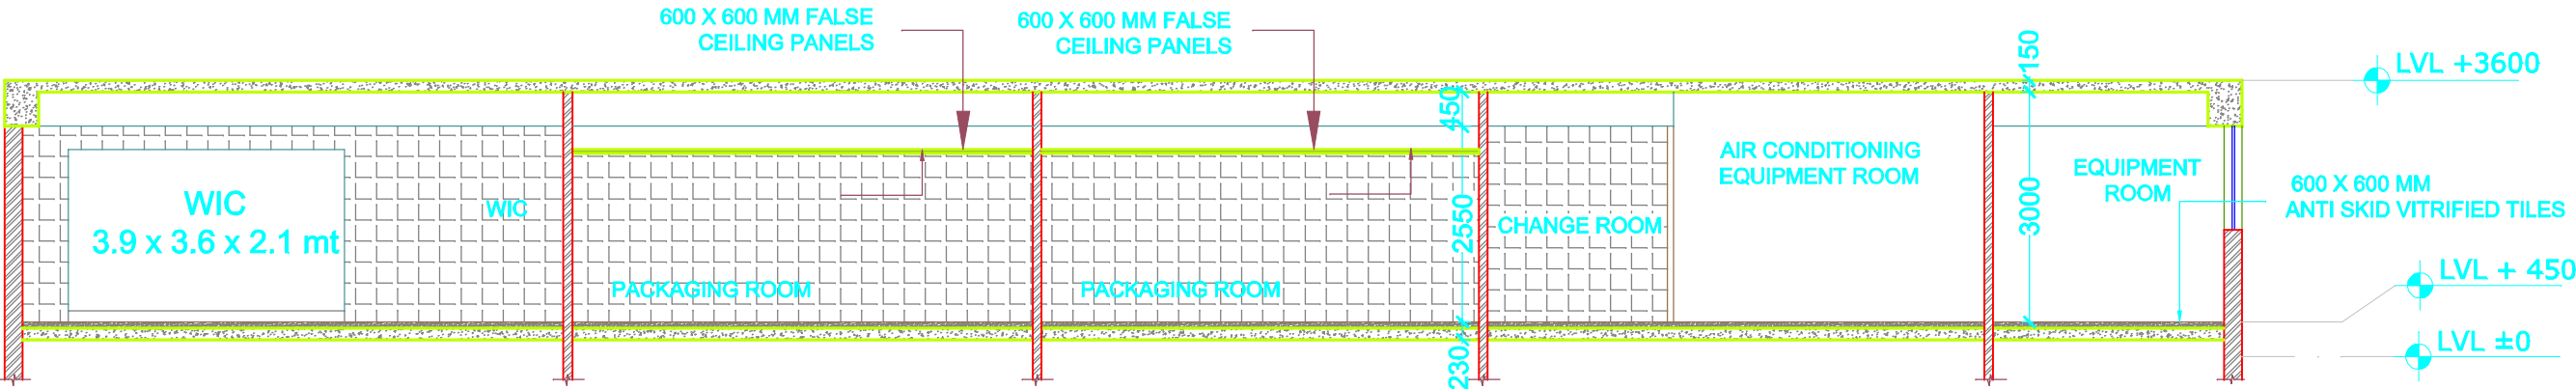 600 X 600 MM FALSE
CEILING PANELS
600 X 600 MM FALSE
CEILING PANELS
150
LVL +3600
450
AIR CONDITIONING
EQUIPMENT ROOM
EQUIPMENT
ROOM
600 X 600 MM
ANTI SKID VITRIFIED TILES
WIC
3.9 x 3.6 x 2.1 mt
WIC
2550
CHANGE ROOM
3000
PACKAGING ROOM
PACKAGING ROOM
LVL + 450
LVL ±0
230